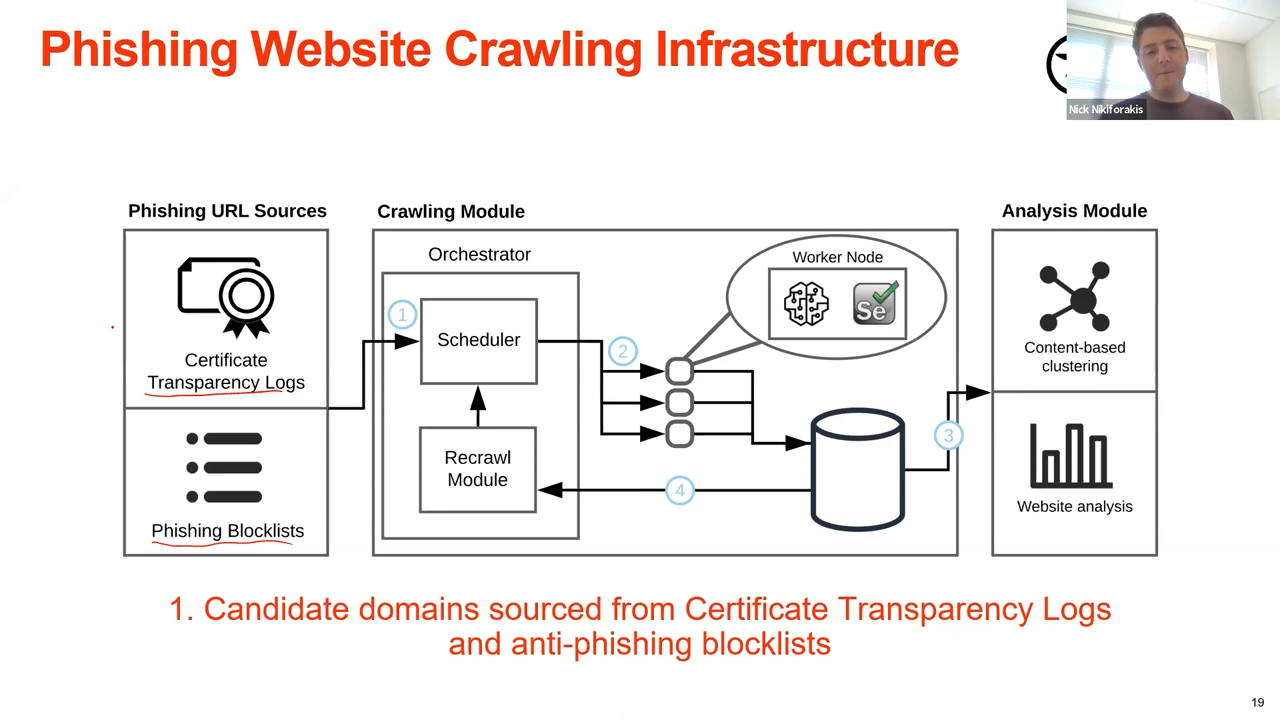 Phishing Website Crawling Infrastructure
Nick Nikiforakis
Phishing URL Sources
Crawling Module
Analysis Module
Certificate
Transparency Logs
Phishing Blocklists
Orchestrator
1
Scheduler
Recrawl
Module
2
Worker Node
Se
3
4
Content-based
clustering
Website analysis
1. Candidate domains sourced from Certificate Transparency Logs
and anti-phishing blocklists
19